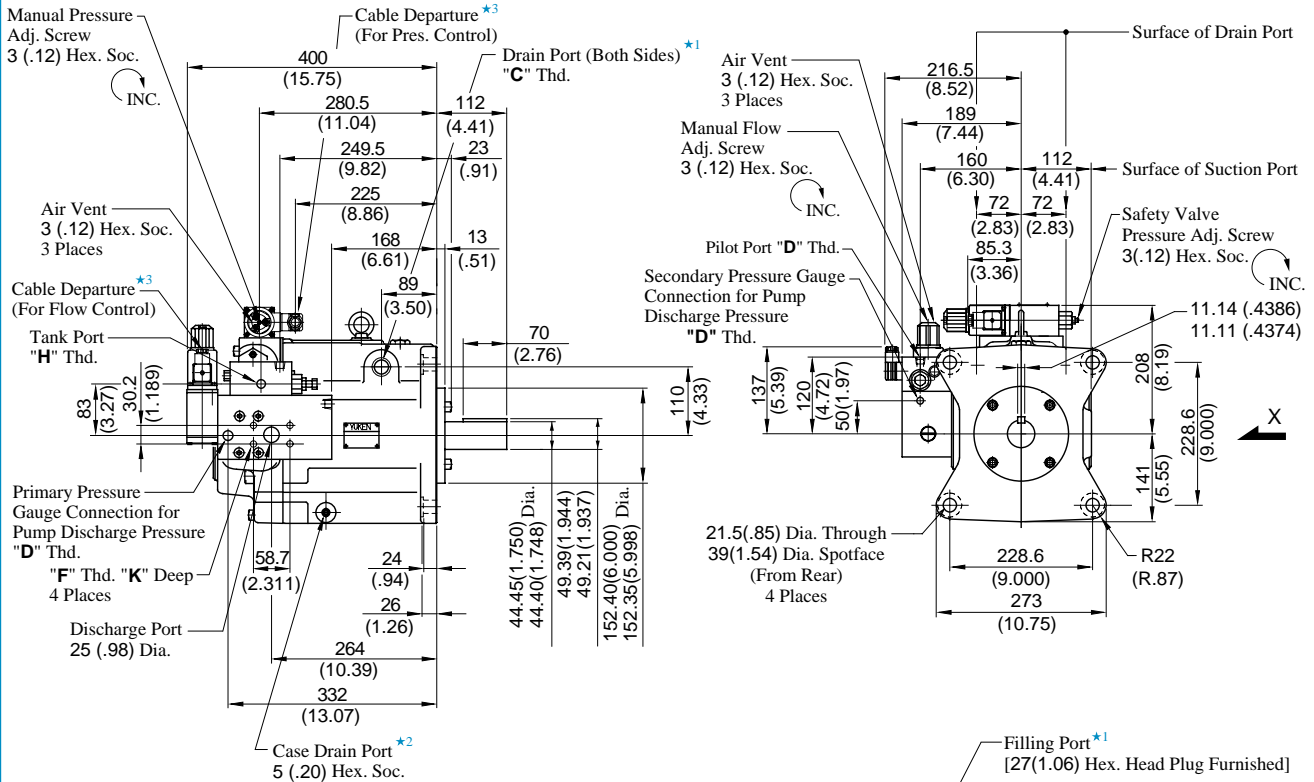 Manual Pressure
Adj. Screw
3 (.12) Hex. Soc.
INC.
Cable Departure ★3
(For Pres. Control)
Drain Port (Both Sides) ★1
"C" Thd.
400
(15.75)
280.5
(11.04)
112
(4.41)
249.5
(9.82)
23
(.91)
225
(8.86)
Air Vent
3 (.12) Hex. Soc.
3 Places
168
(6.61)
13
(.51)
Cable Departure ★3
(For Flow Control)
89
(3.50)
Tank Port
"H" Thd.
70
(2.76)
83
(3.27)
30.2
(1.189)
110
(4.33)
YUKEN
Primary Pressure
Gauge Connection for
Pump Discharge Pressure
"D" Thd.
"F" Thd. "K" Deep
4 Places
58.7
(2.311)
24
(.94)
26
(1.26)
Discharge Port
25 (.98) Dia.
264
(10.39)
332
(13.07)
Case Drain Port ★2
5 (.20) Hex. Soc.
44.45(1.750) Dia.
44.40(1.748)
49.39(1.944)
49.21(1.937)
152.40(6.000) Dia.
152.35(5.998)
Surface of Drain Port
Air Vent
3 (.12) Hex. Soc.
3 Places
216.5
(8.52)
189
(7.44)
Manual Flow
Adj. Screw
3 (.12) Hex. Soc.
INC.
160
(6.30)
112
(4.41)
Surface of Suction Port
72
(2.83)
72
(2.83)
Safety Valve
Pressure Adj. Screw
3(.12) Hex. Soc.
INC.
Pilot Port "D" Thd.
85.3
(3.36)
Secondary Pressure Gauge
Connection for Pump
Discharge Pressure
"D" Thd.
11.14 (.4386)
11.11 (.4374)
137
(5.39)
120
(4.72)
50(1.97)
208
(8.19)
228.6
(9.000)
X
141
(5.55)
21.5(.85) Dia. Through
39(1.54) Dia. Spotface
(From Rear)
4 Places
228.6
(9.000)
R22
(R.87)
273
(10.75)
Filling Port ★1
[27(1.06) Hex. Head Plug Furnished]